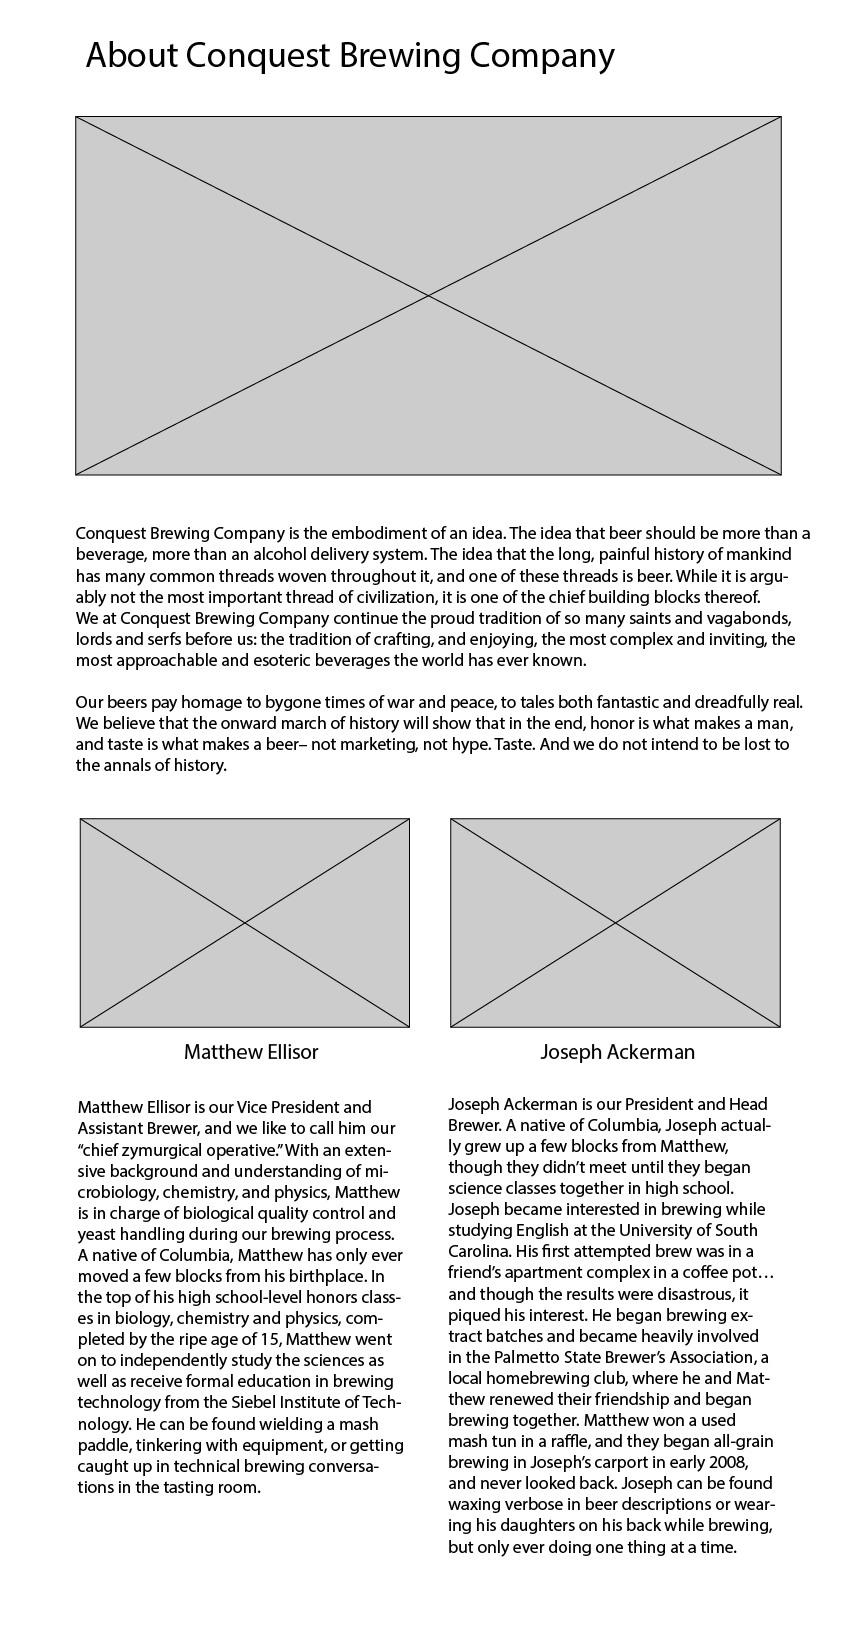 About Conquest Brewing Company
Conquest Brewing Company is the embodiment of an idea. The idea that beer should be more than a
beverage, more than an alcohol delivery system. The idea that the long, painful history of mankind
has many common threads woven throughout it, and one of these threads is beer. While it is argu-
ably not the most important thread of civilization, it is one of the chief building blocks thereof.
We at Conquest Brewing Company continue the proud tradition of so many saints and vagabonds,
lords and serfs before us: the tradition of crafting, and enjoying, the most complex and inviting, the
most approachable and esoteric beverages the world has ever known.
Our beers pay homage to bygone times of war and peace, to tales both fantastic and dreadfully real.
We believe that the onward march of history will show that in the end, honor is what makes a man,
and taste is what makes a beer– not marketing, not hype. Taste. And we do not intend to be lost to
the annals of history.
Matthew Ellisor
Matthew Ellisor is our Vice President and
Assistant Brewer, and we like to call him our
“chief zymurgical operative.” With an exten-
sive background and understanding of mi-
crobiology, chemistry, and physics, Matthew
is in charge of biological quality control and
yeast handling during our brewing process.
A native of Columbia, Matthew has only ever
moved a few blocks from his birthplace. In
the top of his high school-level honors class-
es in biology, chemistry and physics, com-
pleted by the ripe age of 15, Matthew went
on to independently study the sciences as
well as receive formal education in brewing
technology from the Siebel Institute of Tech-
nology. He can be found wielding a mash
paddle, tinkering with equipment, or getting
caught up in technical brewing conversa-
tions in the tasting room.
Joseph Ackerman
Joseph Ackerman is our President and Head
Brewer. A native of Columbia, Joseph actual-
ly grew up a few blocks from Matthew,
though they didn’t meet until they began
science classes together in high school.
Joseph became interested in brewing while
studying English at the University of South
Carolina. His first attempted brew was in a
friend’s apartment complex in a coffee pot…
and though the results were disastrous, it
piqued his interest. He began brewing ex-
tract batches and became heavily involved
in the Palmetto State Brewer’s Association, a
local homebrewing club, where he and Mat-
thew renewed their friendship and began
brewing together. Matthew won a used
mash tun in a raffle, and they began all-grain
brewing in Joseph’s carport in early 2008,
and never looked back. Joseph can be found
waxing verbose in beer descriptions or wear-
ing his daughters on his back while brewing,
but only ever doing one thing at a time.